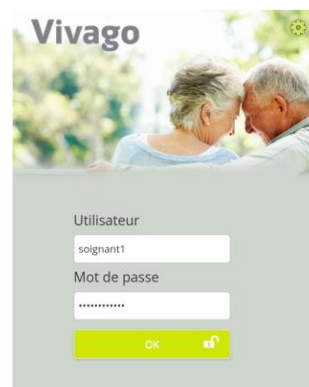 Vivago
Utilisateur
soignant1
Mot de passe
••••••••••••
OK